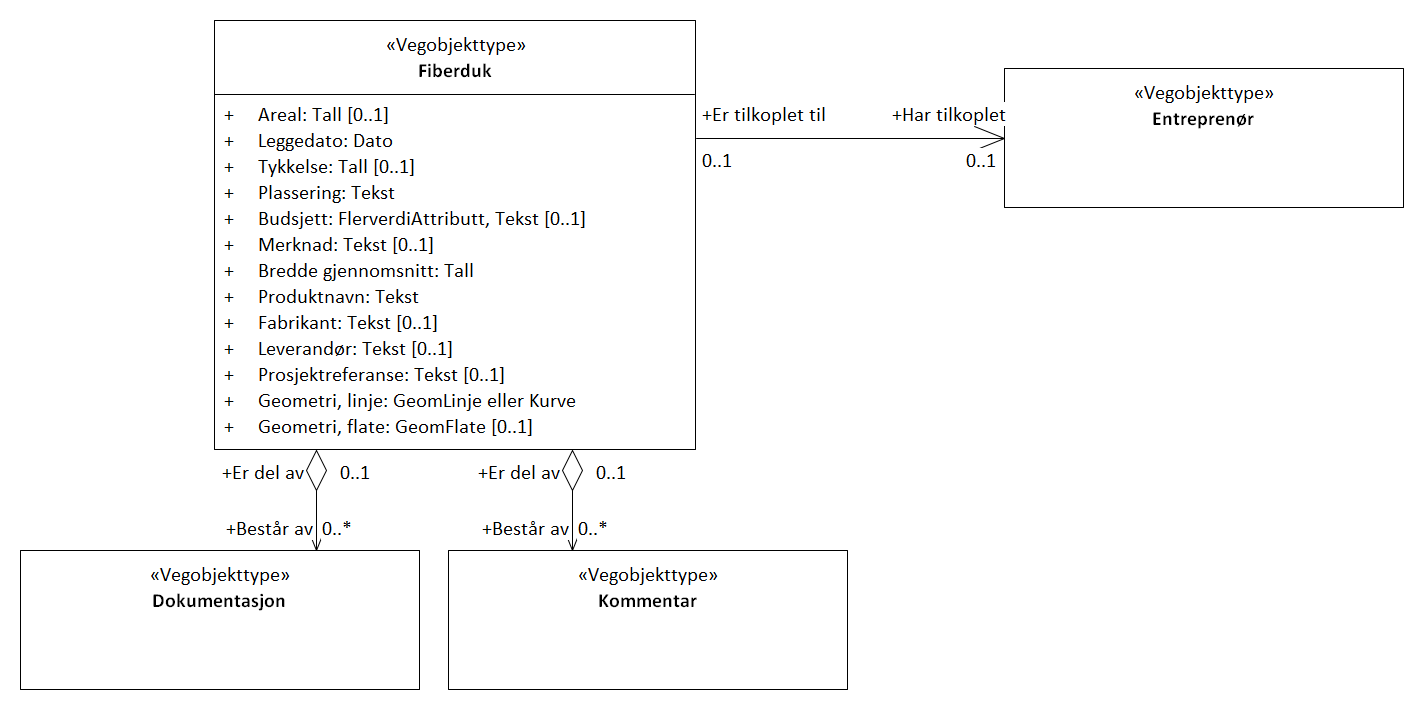 «Vegobjekttype»
Fiberduk
+ Areal: Tall [0..1]
+ Leggedato: Dato
+ Tykkelse: Tall [0..1]
+ Plassering: Tekst
+ Budsjett: FlerverdiAttributt, Tekst [0..1]
+ Merknad: Tekst [0..1]
+ Bredde gjennomsnitt: Tall
+ Produktnavn: Tekst
+ Fabrikant: Tekst [0..1]
+ Leverandør: Tekst [0..1]
+ Prosjektreferanse: Tekst [0..1]
+ Geometri, linje: GeomLinje eller Kurve
+ Geometri, flate: GeomFlate [0..1]
+Er tilkoplet til +Har tilkoplet
0..1 0..1
«Vegobjekttype»
Entreprenør
+Er del av 0..1
+Består av 0..*
+Er del av 0..1
+Består av 0..*
«Vegobjekttype»
Dokumentasjon
«Vegobjekttype»
Kommentar